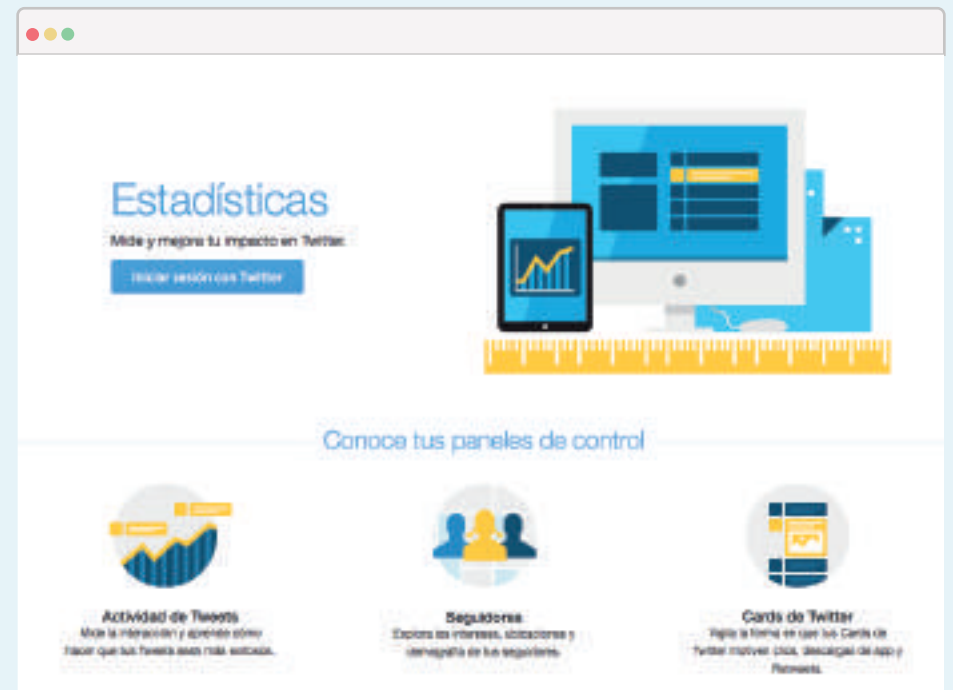 Estadísticas
Mide y mejora tu impacto en Twitter.
Iniciar sesión con Twitter
Conoce tus paneles de control
Actividad de Tweets
Mide la interacción y aprende cómo
hacer que tus Tweets sean más exitosos.
Seguidores
Explora los intereses, ubicaciones y
demografía de tus seguidores.
Cards de Twitter
Vigila la forma en que tus Cards de
Twitter motivan clics, descargas de app y
Retweets.